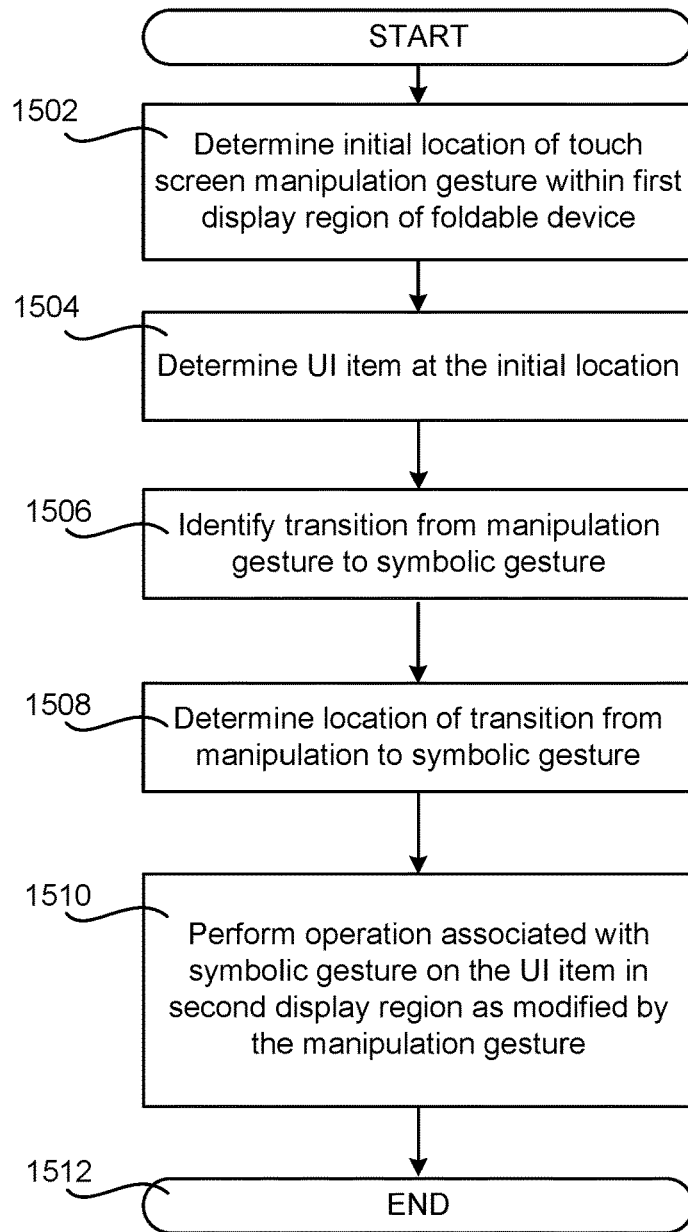 START
1502
Determine initial location of touch
screen manipulation gesture within first
display region of foldable device
1504
Determine UI item at the initial location
1506
Identify transition from manipulation
gesture to symbolic gesture
1508
Determine location of transition from
manipulation to symbolic gesture
1510
Perform operation associated with
symbolic gesture on the UI item in
second display region as modified by
the manipulation gesture
1512
END